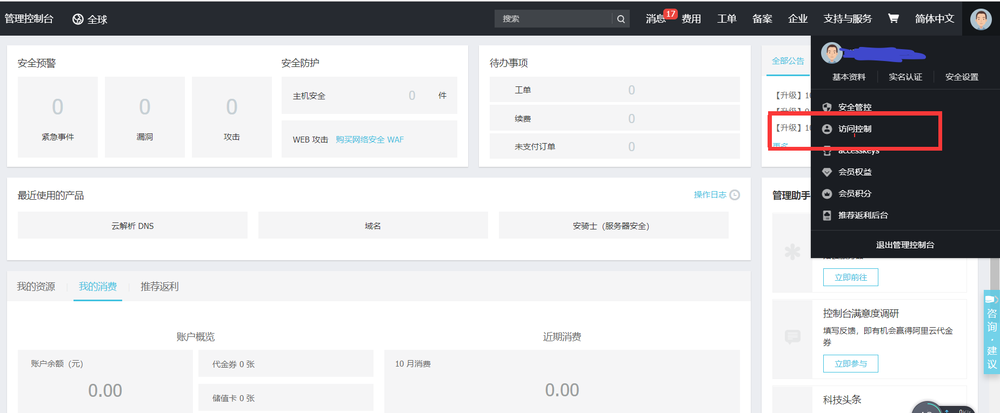 管理控制台 全球 搜索 消息 17 费用 工单 备案 企业 支持与服务 简体中文
基本资料 实名认证 安全设置
安全管控
访问控制
accesskeys
会员权益
会员积分
推荐返利后台
退出管理控制台
安全预警
0 紧急事件
0 漏洞
0 攻击
安全防护
主机安全 0 件
WEB 攻击 购买网络安全 WAF
待办事项
工单 0
续费 0
未支付订单 0
全部公告
【升级】10
【升级】9
【升级】10
更多
最近使用的产品 操作日志
云解析 DNS 域名 安骑士（服务器安全）
管理助手
立即前往
控制台满意度调研
填写反馈，即有机会赢得阿里云代金
券
立即参与
科技头条
咨询·建议
我的资源 我的消费 推荐返利
账户概览 近期消费
账户余额（元）
0.00
代金券 0 张
储值卡 0 张
10 月消费
0.00